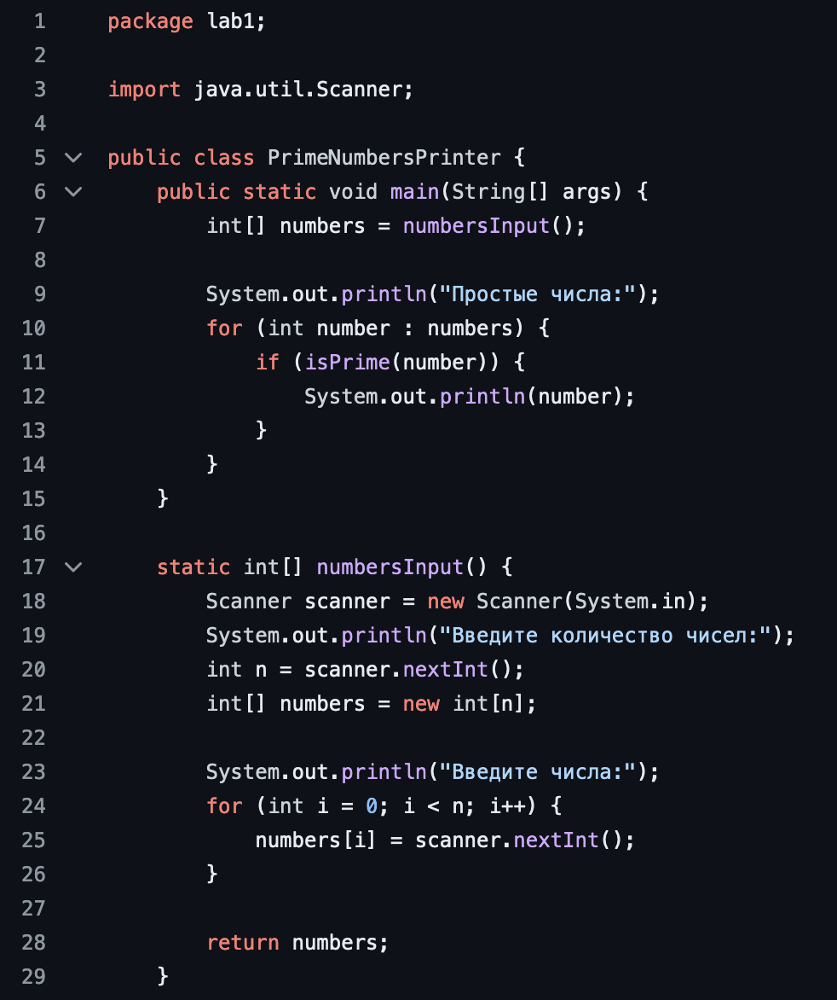 1 package lab1;
2
3 import java.util.Scanner;
4
5 public class PrimeNumbersPrinter {
6     public static void main(String[] args) {
7         int[] numbers = numbersInput();
8
9         System.out.println("Простые числа:");
10         for (int number : numbers) {
11             if (isPrime(number)) {
12                 System.out.println(number);
13             }
14         }
15     }
16
17     static int[] numbersInput() {
18         Scanner scanner = new Scanner(System.in);
19         System.out.println("Введите количество чисел:");
20         int n = scanner.nextInt();
21         int[] numbers = new int[n];
22
23         System.out.println("Введите числа:");
24         for (int i = 0; i < n; i++) {
25             numbers[i] = scanner.nextInt();
26         }
27
28         return numbers;
29     }